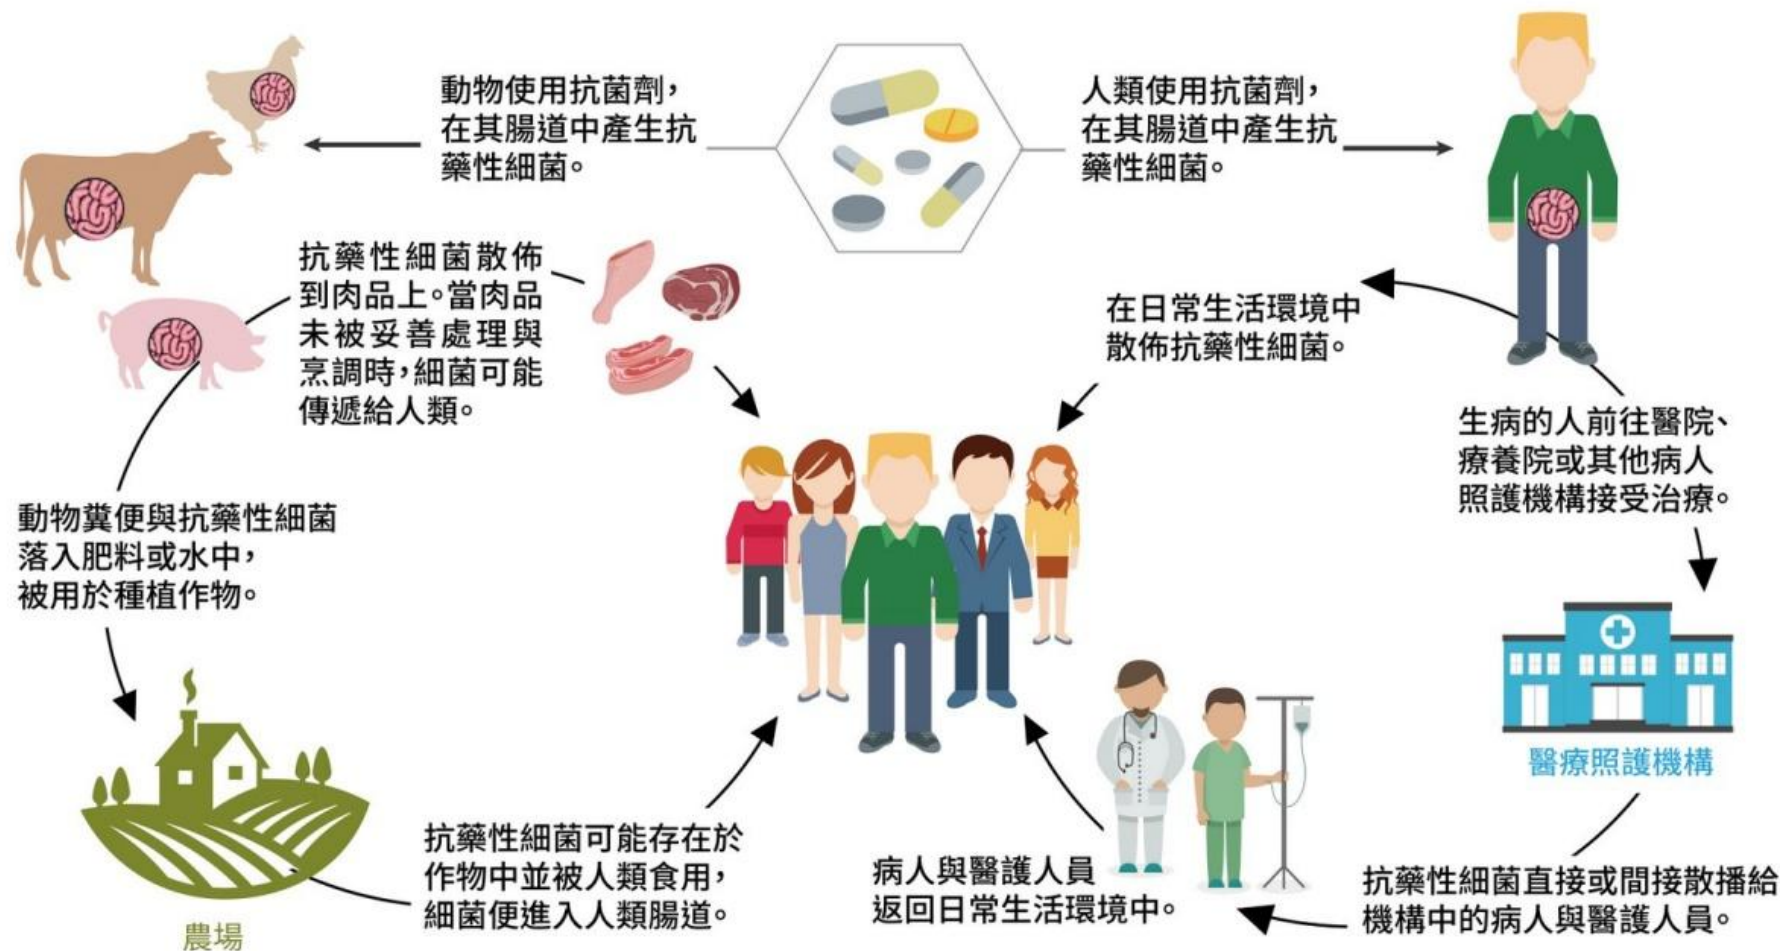 動物使用抗菌劑，
在其腸道中產生抗
藥性細菌。
人類使用抗菌劑，
在其腸道中產生抗
藥性細菌。
抗藥性細菌散佈
到肉品上。當肉品
未被妥善處理與
烹調時，細菌可能
傳遞給人類。
在日常生活環境中
散佈抗藥性細菌。
生病的人前往醫院、
療養院或其他病人
照護機構接受治療。
動物糞便與抗藥性細菌
落入肥料或水中，
被用於種植作物。
醫療照護機構
抗藥性細菌可能存在於
作物中並被人類食用，
細菌便進入人類腸道。
病人與醫護人員
返回日常生活環境中。
抗藥性細菌直接或間接散播給
機構中的病人與醫護人員。
農場